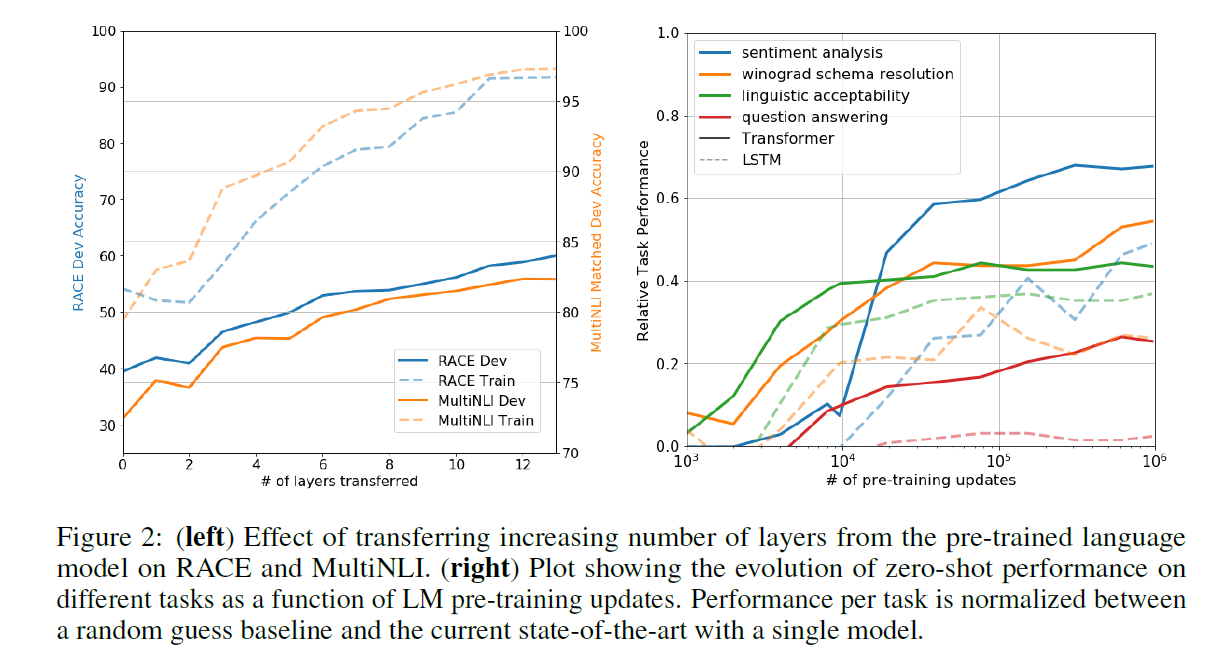 100
90
80
70
60
50
40
30
RACE Dev Accuracy
0 2 4 6 8 10 12
# of layers transferred
100
95
90
85
80
75
70
MultiNLI Matched Dev Accuracy
RACE Dev
RACE Train
MultiNLI Dev
MultiNLI Train
1.0
0.8
0.6
0.4
0.2
0.0
Relative Task Performance
10³ 10⁴ 10⁵ 10⁶
# of pre-training updates
sentiment analysis
winograd schema resolution
linguistic acceptability
question answering
Transformer
LSTM
Figure 2: (left) Effect of transferring increasing number of layers from the pre-trained language
model on RACE and MultiNLI. (right) Plot showing the evolution of zero-shot performance on
different tasks as a function of LM pre-training updates. Performance per task is normalized between
a random guess baseline and the current state-of-the-art with a single model.